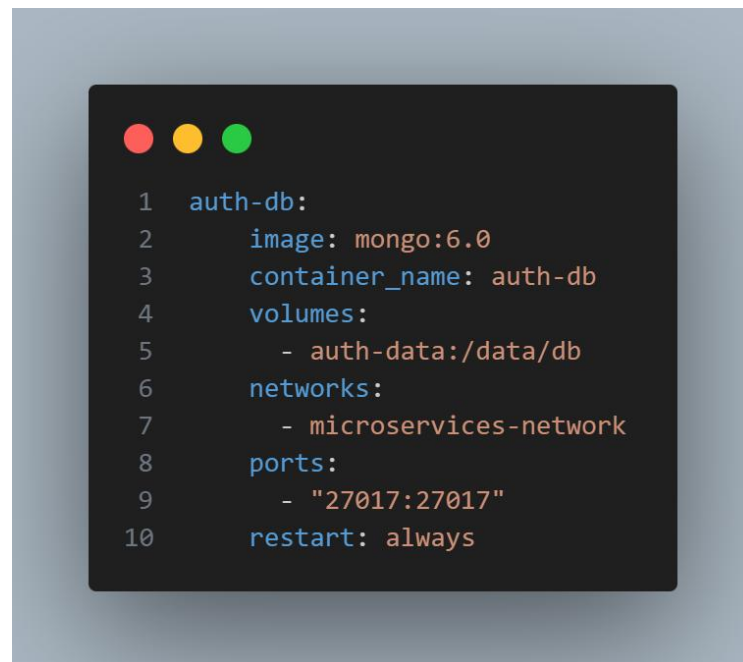 1 auth-db:
2     image: mongo:6.0
3     container_name: auth-db
4     volumes:
5       - auth-data:/data/db
6     networks:
7       - microservices-network
8     ports:
9       - "27017:27017"
10     restart: always